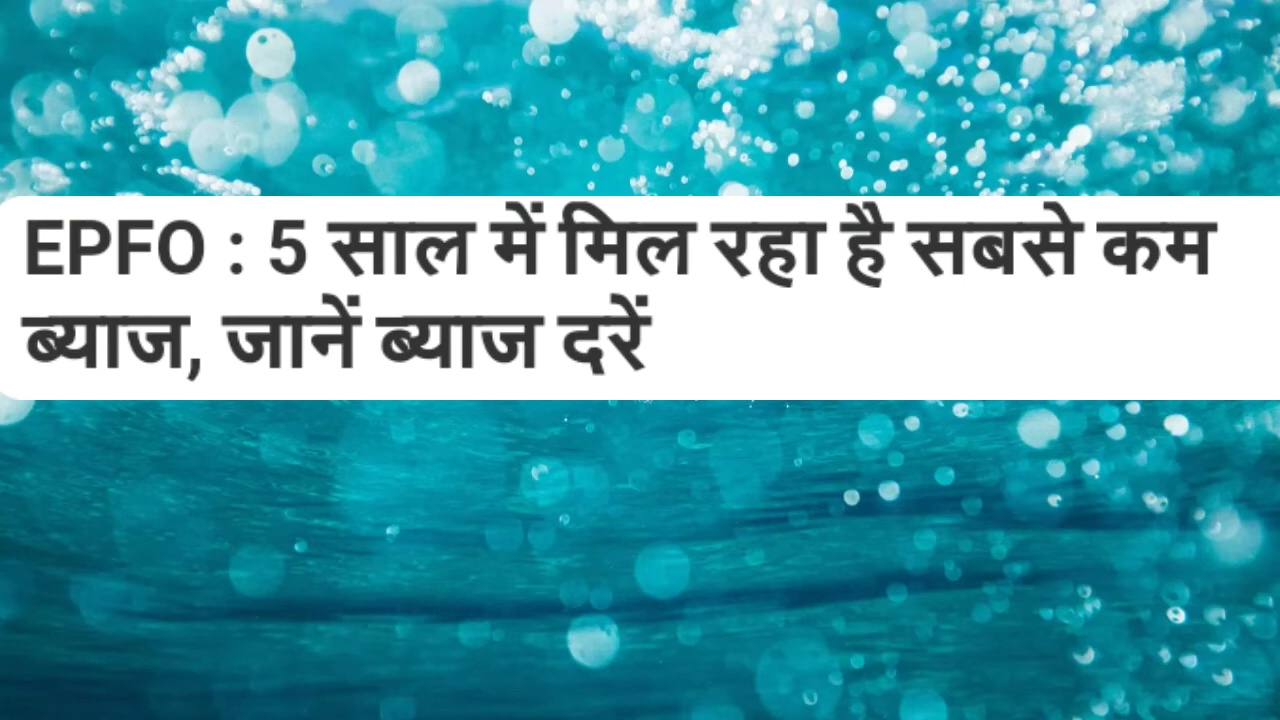 EPFO : 5 साल में मिल रहा है सबसे कम
ब्याज, जानें ब्याज दरें